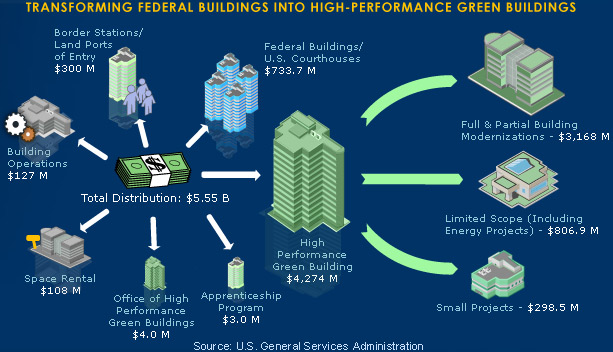 TRANSFORMING FEDERAL BUILDINGS INTO HIGH-PERFORMANCE GREEN BUILDINGS
Border Stations/
Land Ports
of Entry
$300 M
Federal Buildings/
U.S. Courthouses
$733.7 M
Full & Partial Building
Modernizations - $3,168 M
Building
Operations
$127 M
$
Total Distribution: $5.55 B
Limited Scope (Including
Energy Projects) - $806.9 M
High
Performance
Green Building
$4,274 M
Space Rental
$108 M
Office of High
Performance
Green Buildings
$4.0 M
Apprenticeship
Program
$3.0 M
Small Projects - $298.5 M
Source: U.S. General Services Administration